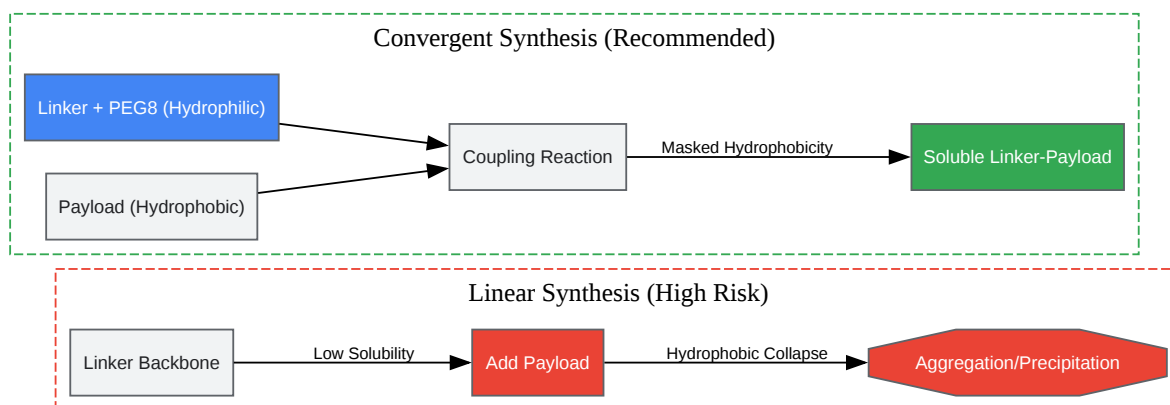 Convergent Synthesis (Recommended)
Linker + PEG8 (Hydrophilic)
Payload (Hydrophobic)
Coupling Reaction
Masked Hydrophobicity
Soluble Linker-Payload
Linear Synthesis (High Risk)
Linker Backbone
Low Solubility
Add Payload
Hydrophobic Collapse
Aggregation/Precipitation